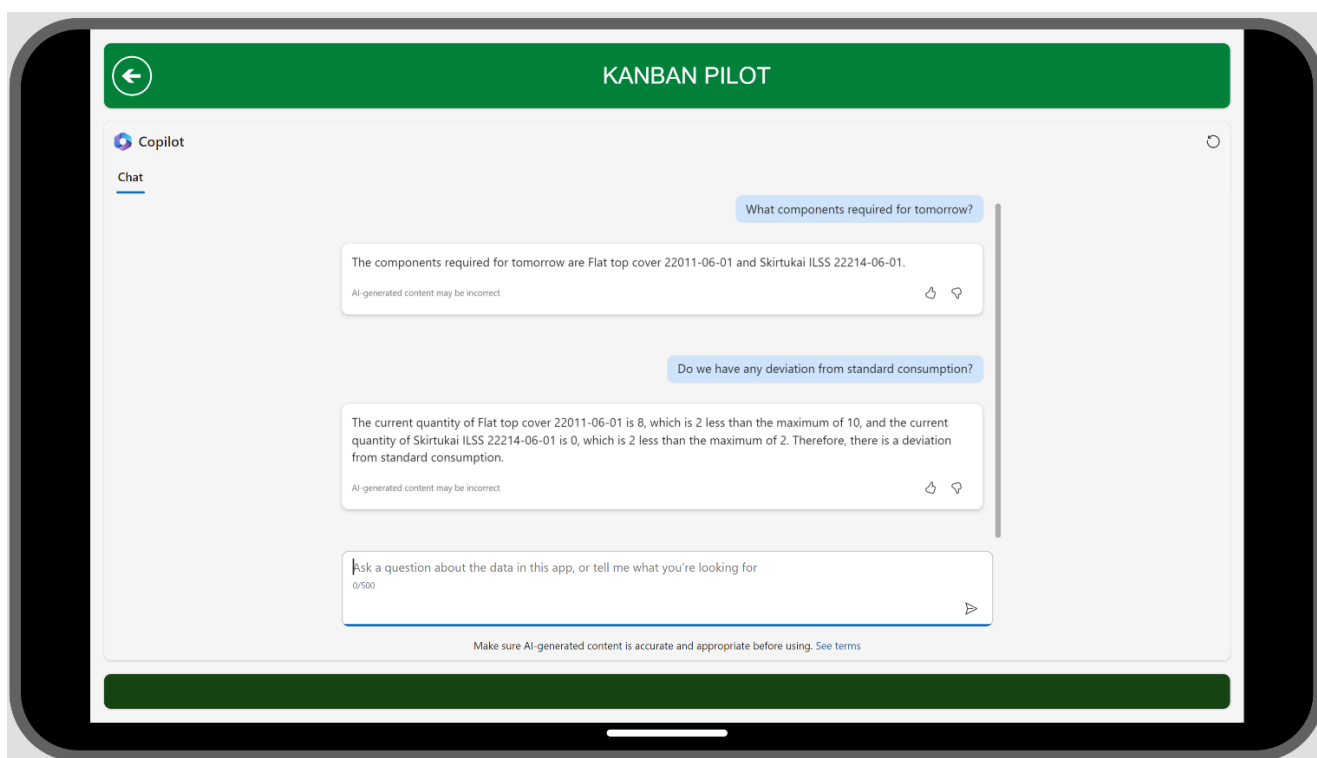 KANBAN PILOT
Copilot
Chat
What components required for tomorrow?
The components required for tomorrow are Flat top cover 22011-06-01 and Skirtukai ILSS 22214-06-01.
AI-generated content may be incorrect
Do we have any deviation from standard consumption?
The current quantity of Flat top cover 22011-06-01 is 8, which is 2 less than the maximum of 10, and the current
quantity of Skirtukai ILSS 22214-06-01 is 0, which is 2 less than the maximum of 2. Therefore, there is a deviation
from standard consumption.
AI-generated content may be incorrect
Ask a question about the data in this app, or tell me what you're looking for
0/500
Make sure AI-generated content is accurate and appropriate before using. See terms